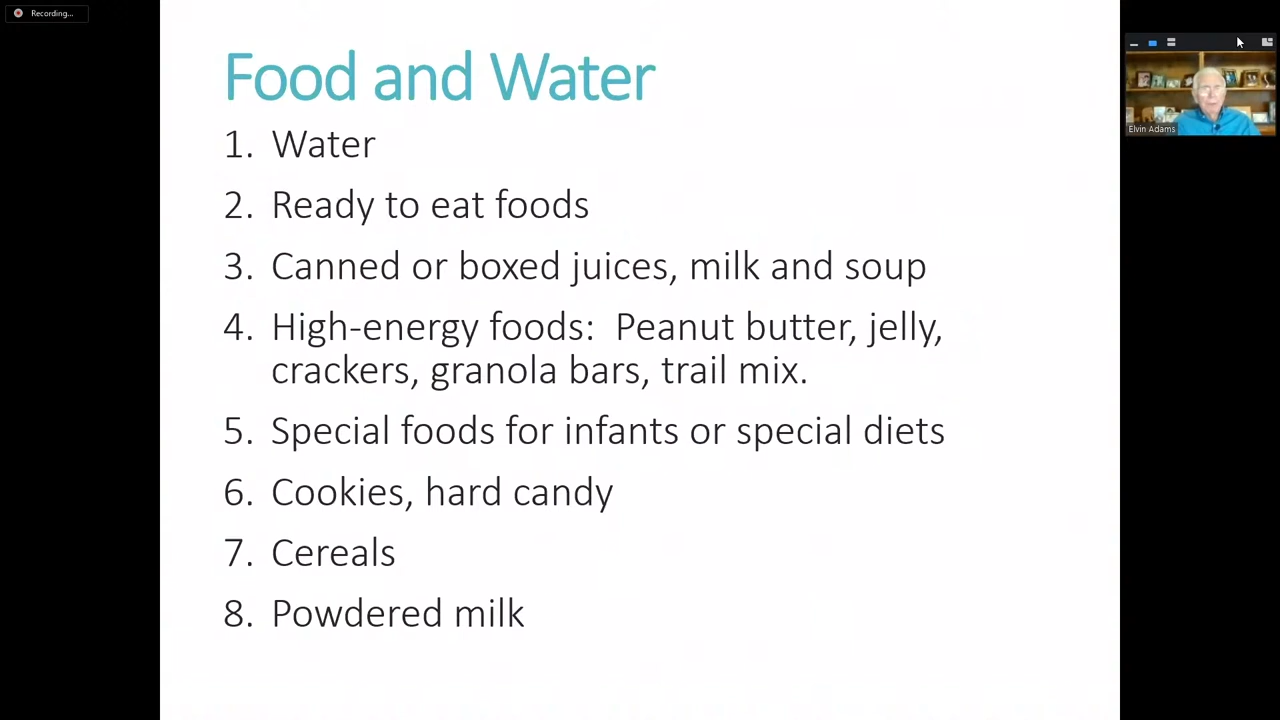 Recording...
Food and Water
1. Water
2. Ready to eat foods
3. Canned or boxed juices, milk and soup
4. High-energy foods:  Peanut butter, jelly,
crackers, granola bars, trail mix.
5. Special foods for infants or special diets
6. Cookies, hard candy
7. Cereals
8. Powdered milk
Elvin Adams